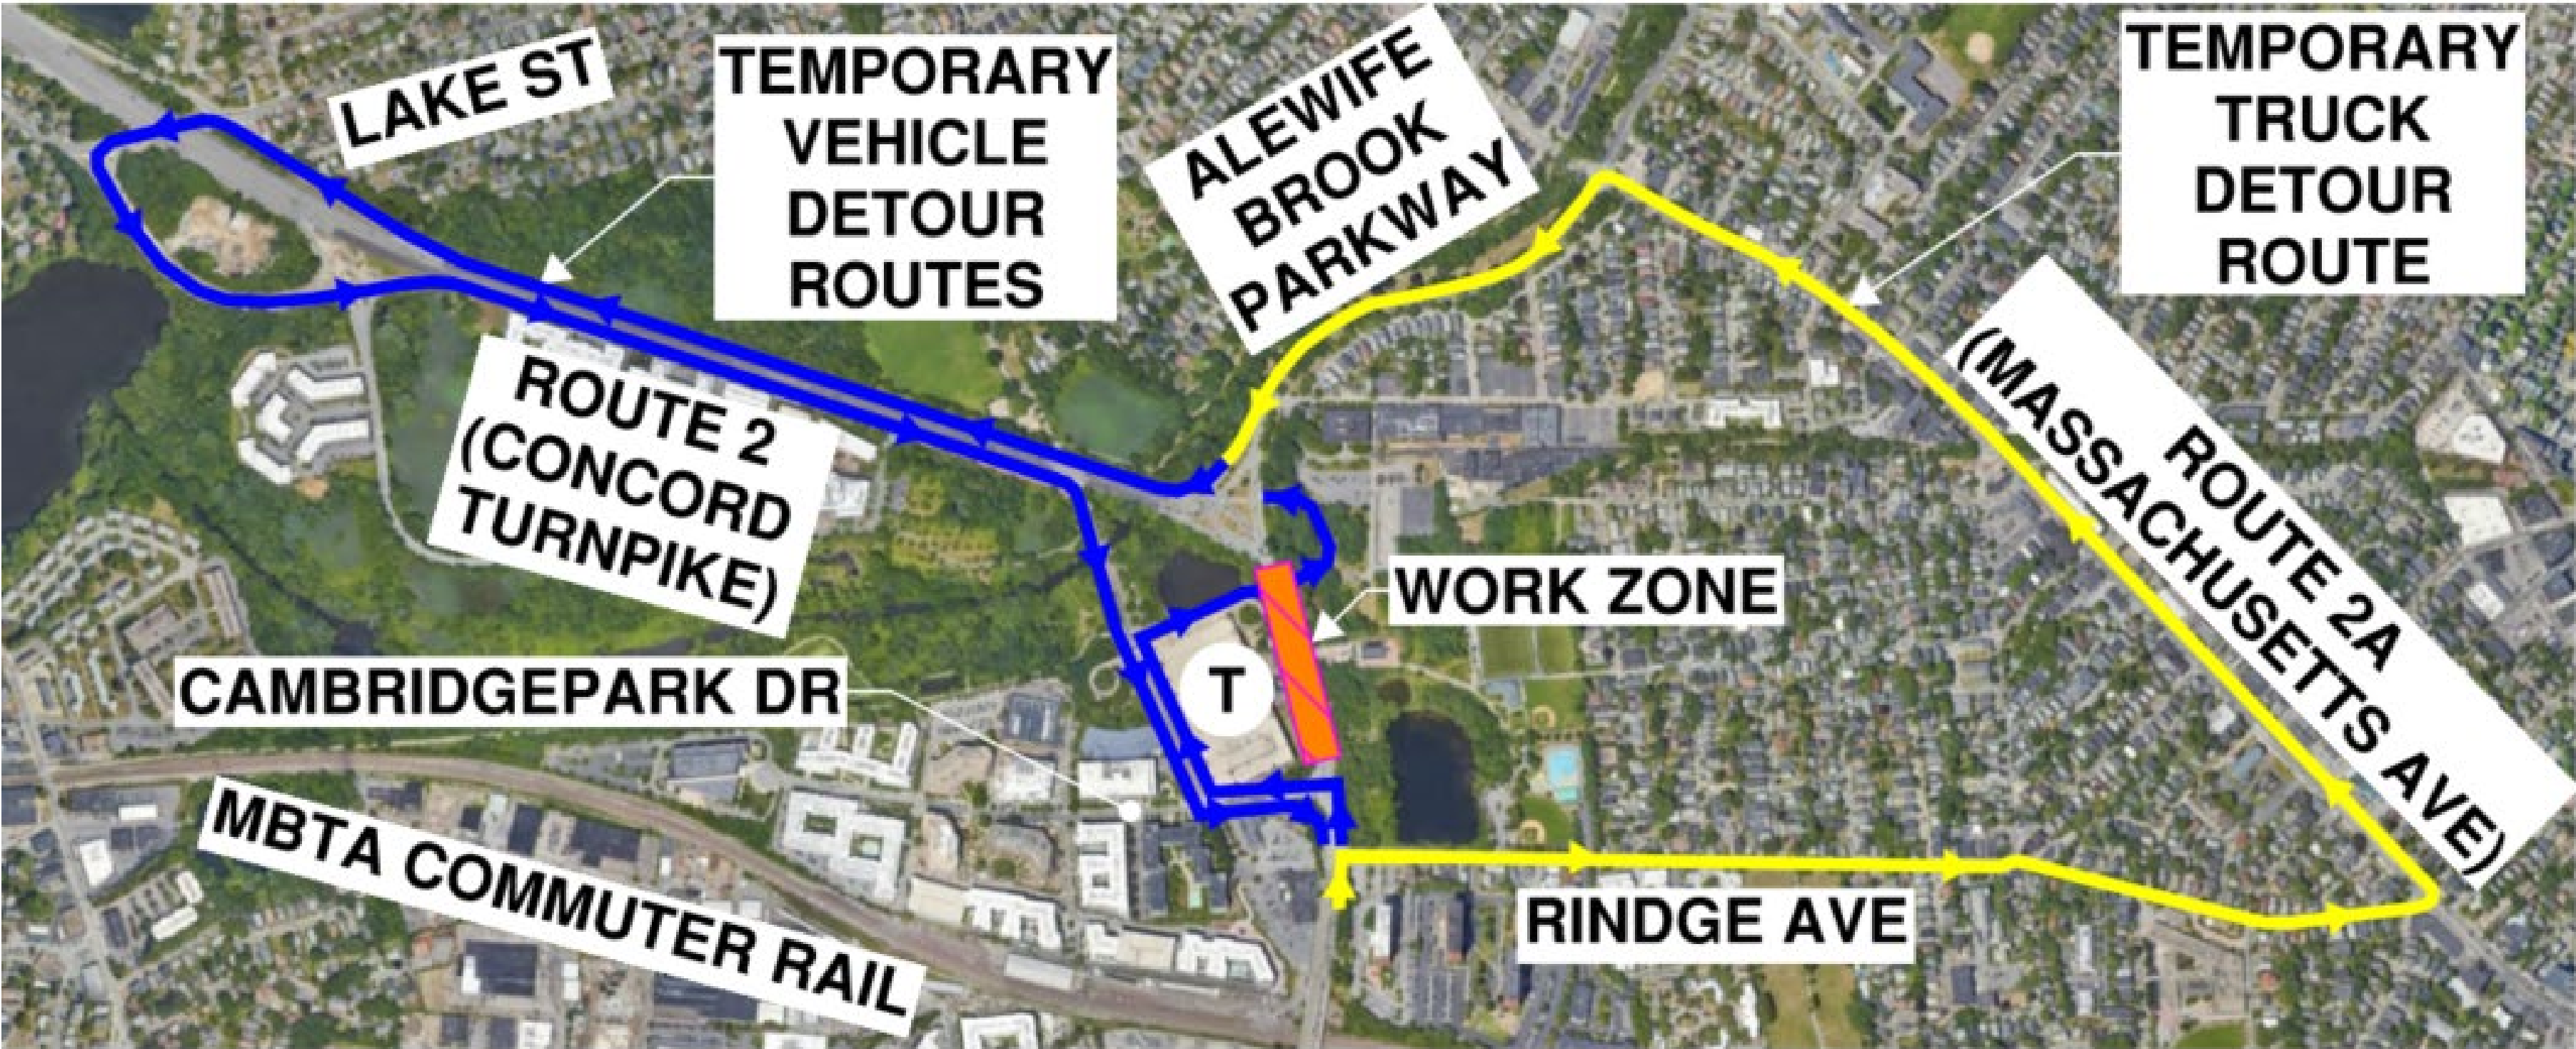 LAKE ST
TEMPORARY
VEHICLE
DETOUR
ROUTES
ALEWIFE
BROOK
PARKWAY
TEMPORARY
TRUCK
DETOUR
ROUTE
ROUTE 2
(CONCORD
TURNPIKE)
ROUTE 2A
(MASSACHUSETTS AVE)
WORK ZONE
CAMBRIDGEPARK DR
T
MBTA COMMUTER RAIL
RINDGE AVE